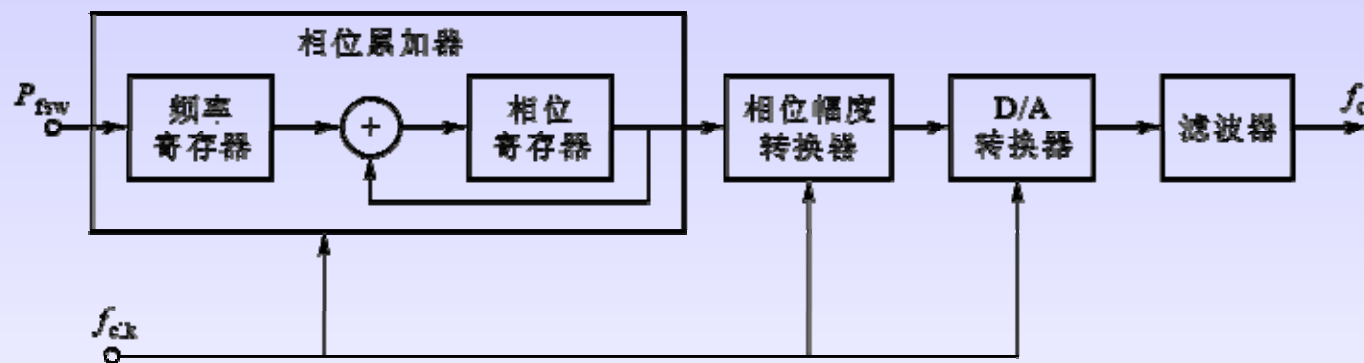 相位累加器
P_fsw
频率
寄存器
+
相位
寄存器
相位幅度
转换器
D/A
转换器
滤波器
f_clk